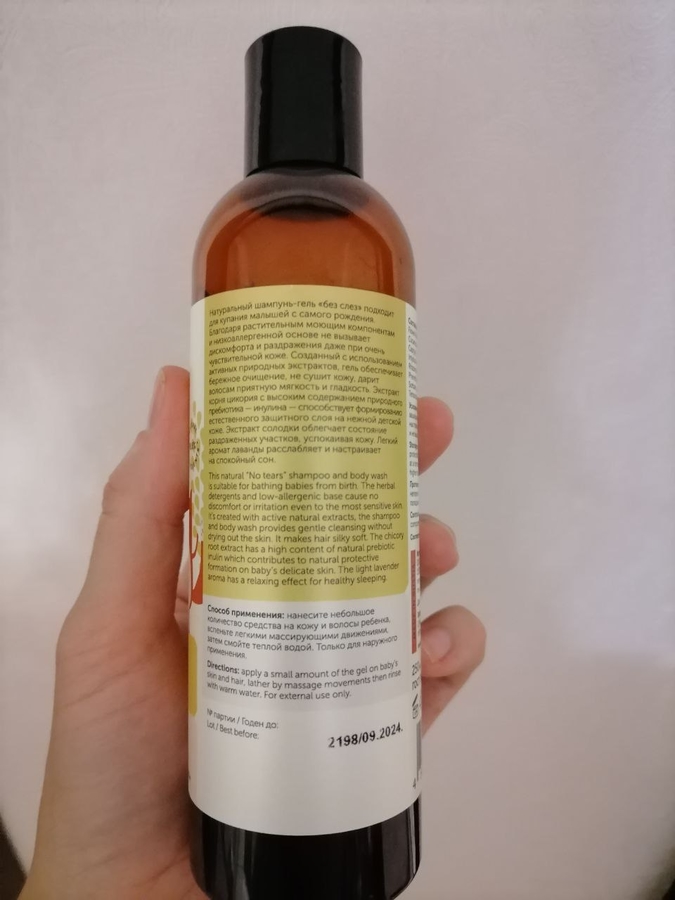 Натуральный шампунь-гель «без слез» подходит
для купания малышей с самого рождения.
Благодаря растительным моющим компонентам
и низкоаллергенной основе не вызывает
дискомфорта и раздражения даже при очень
чувствительной коже. Созданный с использованием
активных природных экстрактов, гель обеспечивает
бережное очищение, не сушит кожу, дарит
волосам приятную мягкость и гладкость. Экстракт
корня цикория с высоким содержанием природного
пребиотика – инулина – способствует формированию
естественного защитного слоя на нежной детской
коже. Экстракт солодки облегчает состояние
раздраженных участков, успокаивая кожу. Легкий
аромат лаванды расслабляет и настраивает
на спокойный сон.
This natural "No tears" shampoo and body wash
is suitable for bathing babies from birth. The herbal
detergents and low-allergenic base cause no
discomfort or irritation even to the most sensitive skin.
It's created with active natural extracts, the shampoo
and body wash provides gentle cleansing without
drying out the skin. It makes hair silky soft. The chicory
root extract has a high content of natural prebiotic
inulin which contributes to natural protective
formation on baby's delicate skin. The light lavender
aroma has a relaxing effect for healthy sleeping.
Способ применения: нанесите небольшое
количество средства на кожу и волосы ребенка,
вспеньте легкими массирующими движениями,
затем смойте теплой водой. Только для наружного
применения.
Directions: apply a small amount of the gel on baby's
skin and hair, lather by massage movements then rinse
with warm water. For external use only.
№ партии / Годен до:
Lot / Best before:
2198/09.2024.